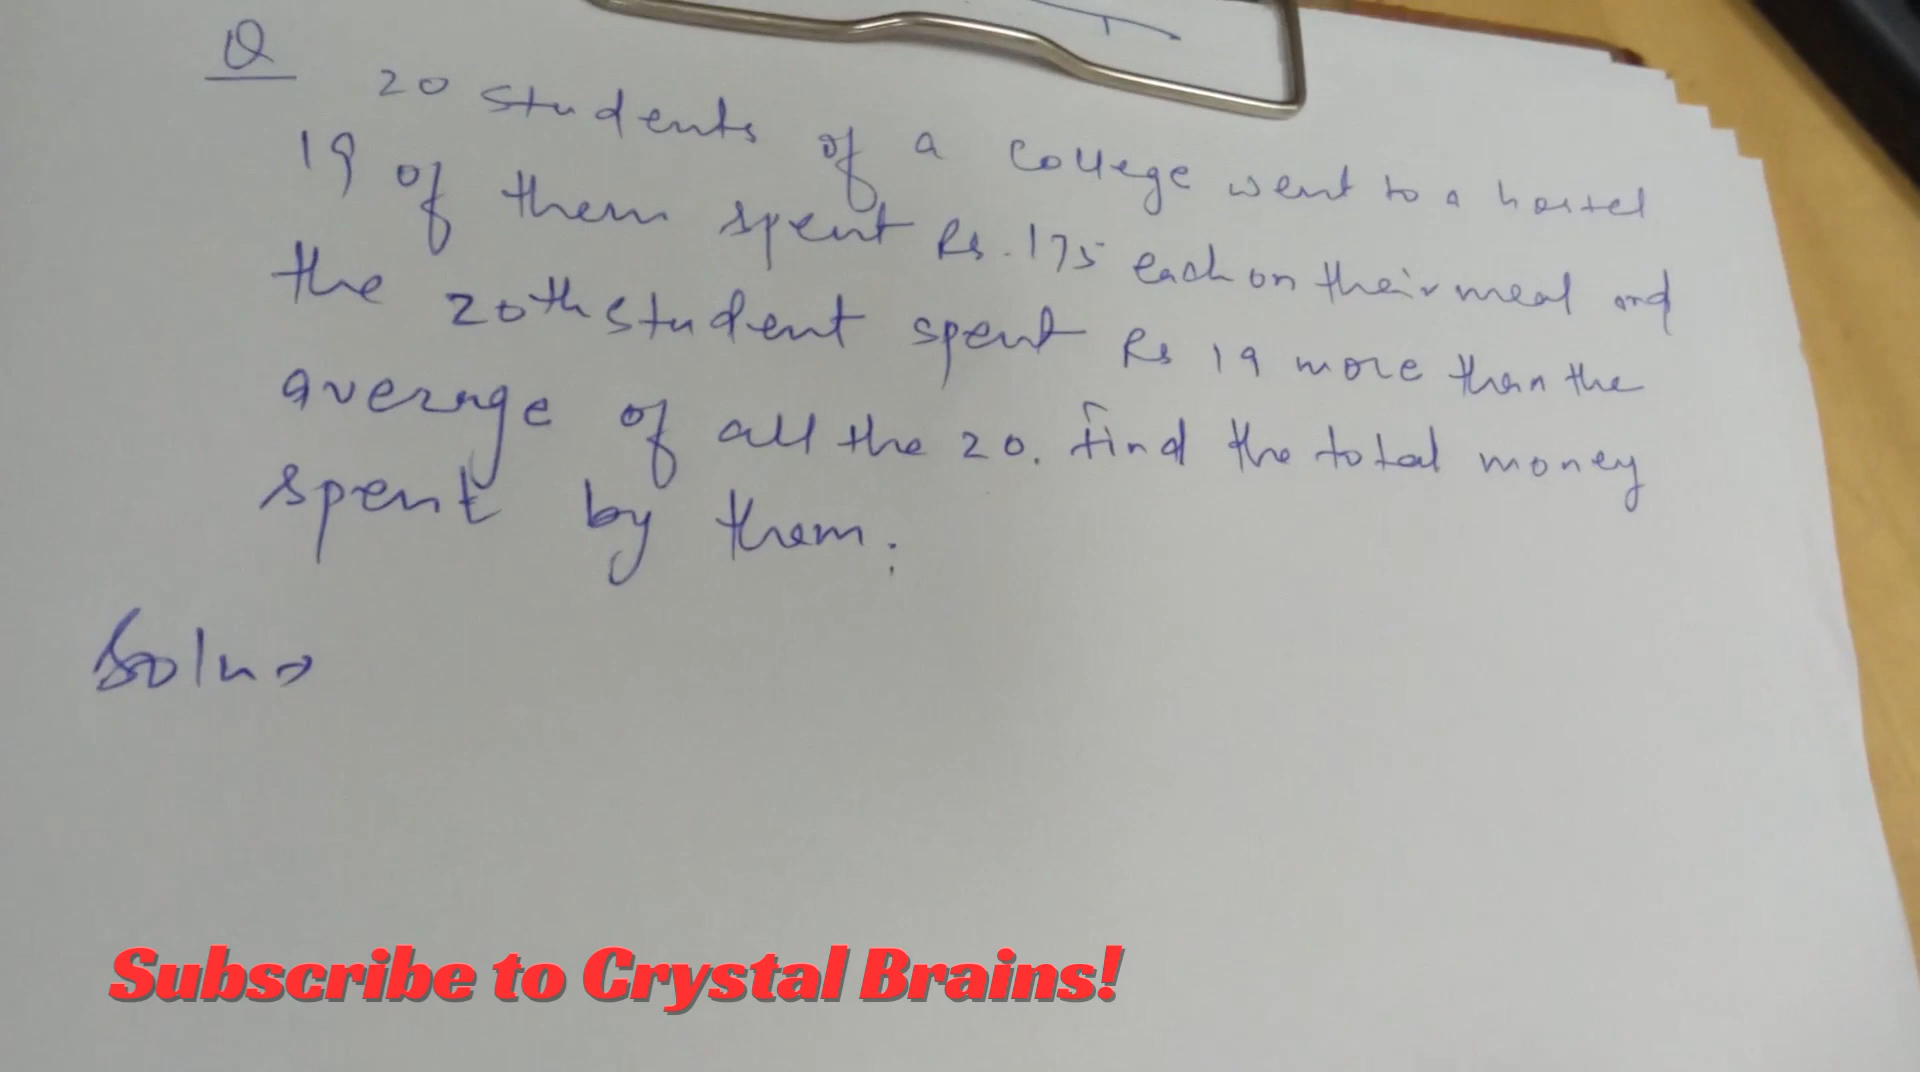 Q
20 students of a college went to a hostel
19 of them spent Rs. 175 each on their meal and
the 20th student spent Rs 19 more than the
average of all the 20. Find the total money
spent by them.
Soln →
Subscribe to Crystal Brains!